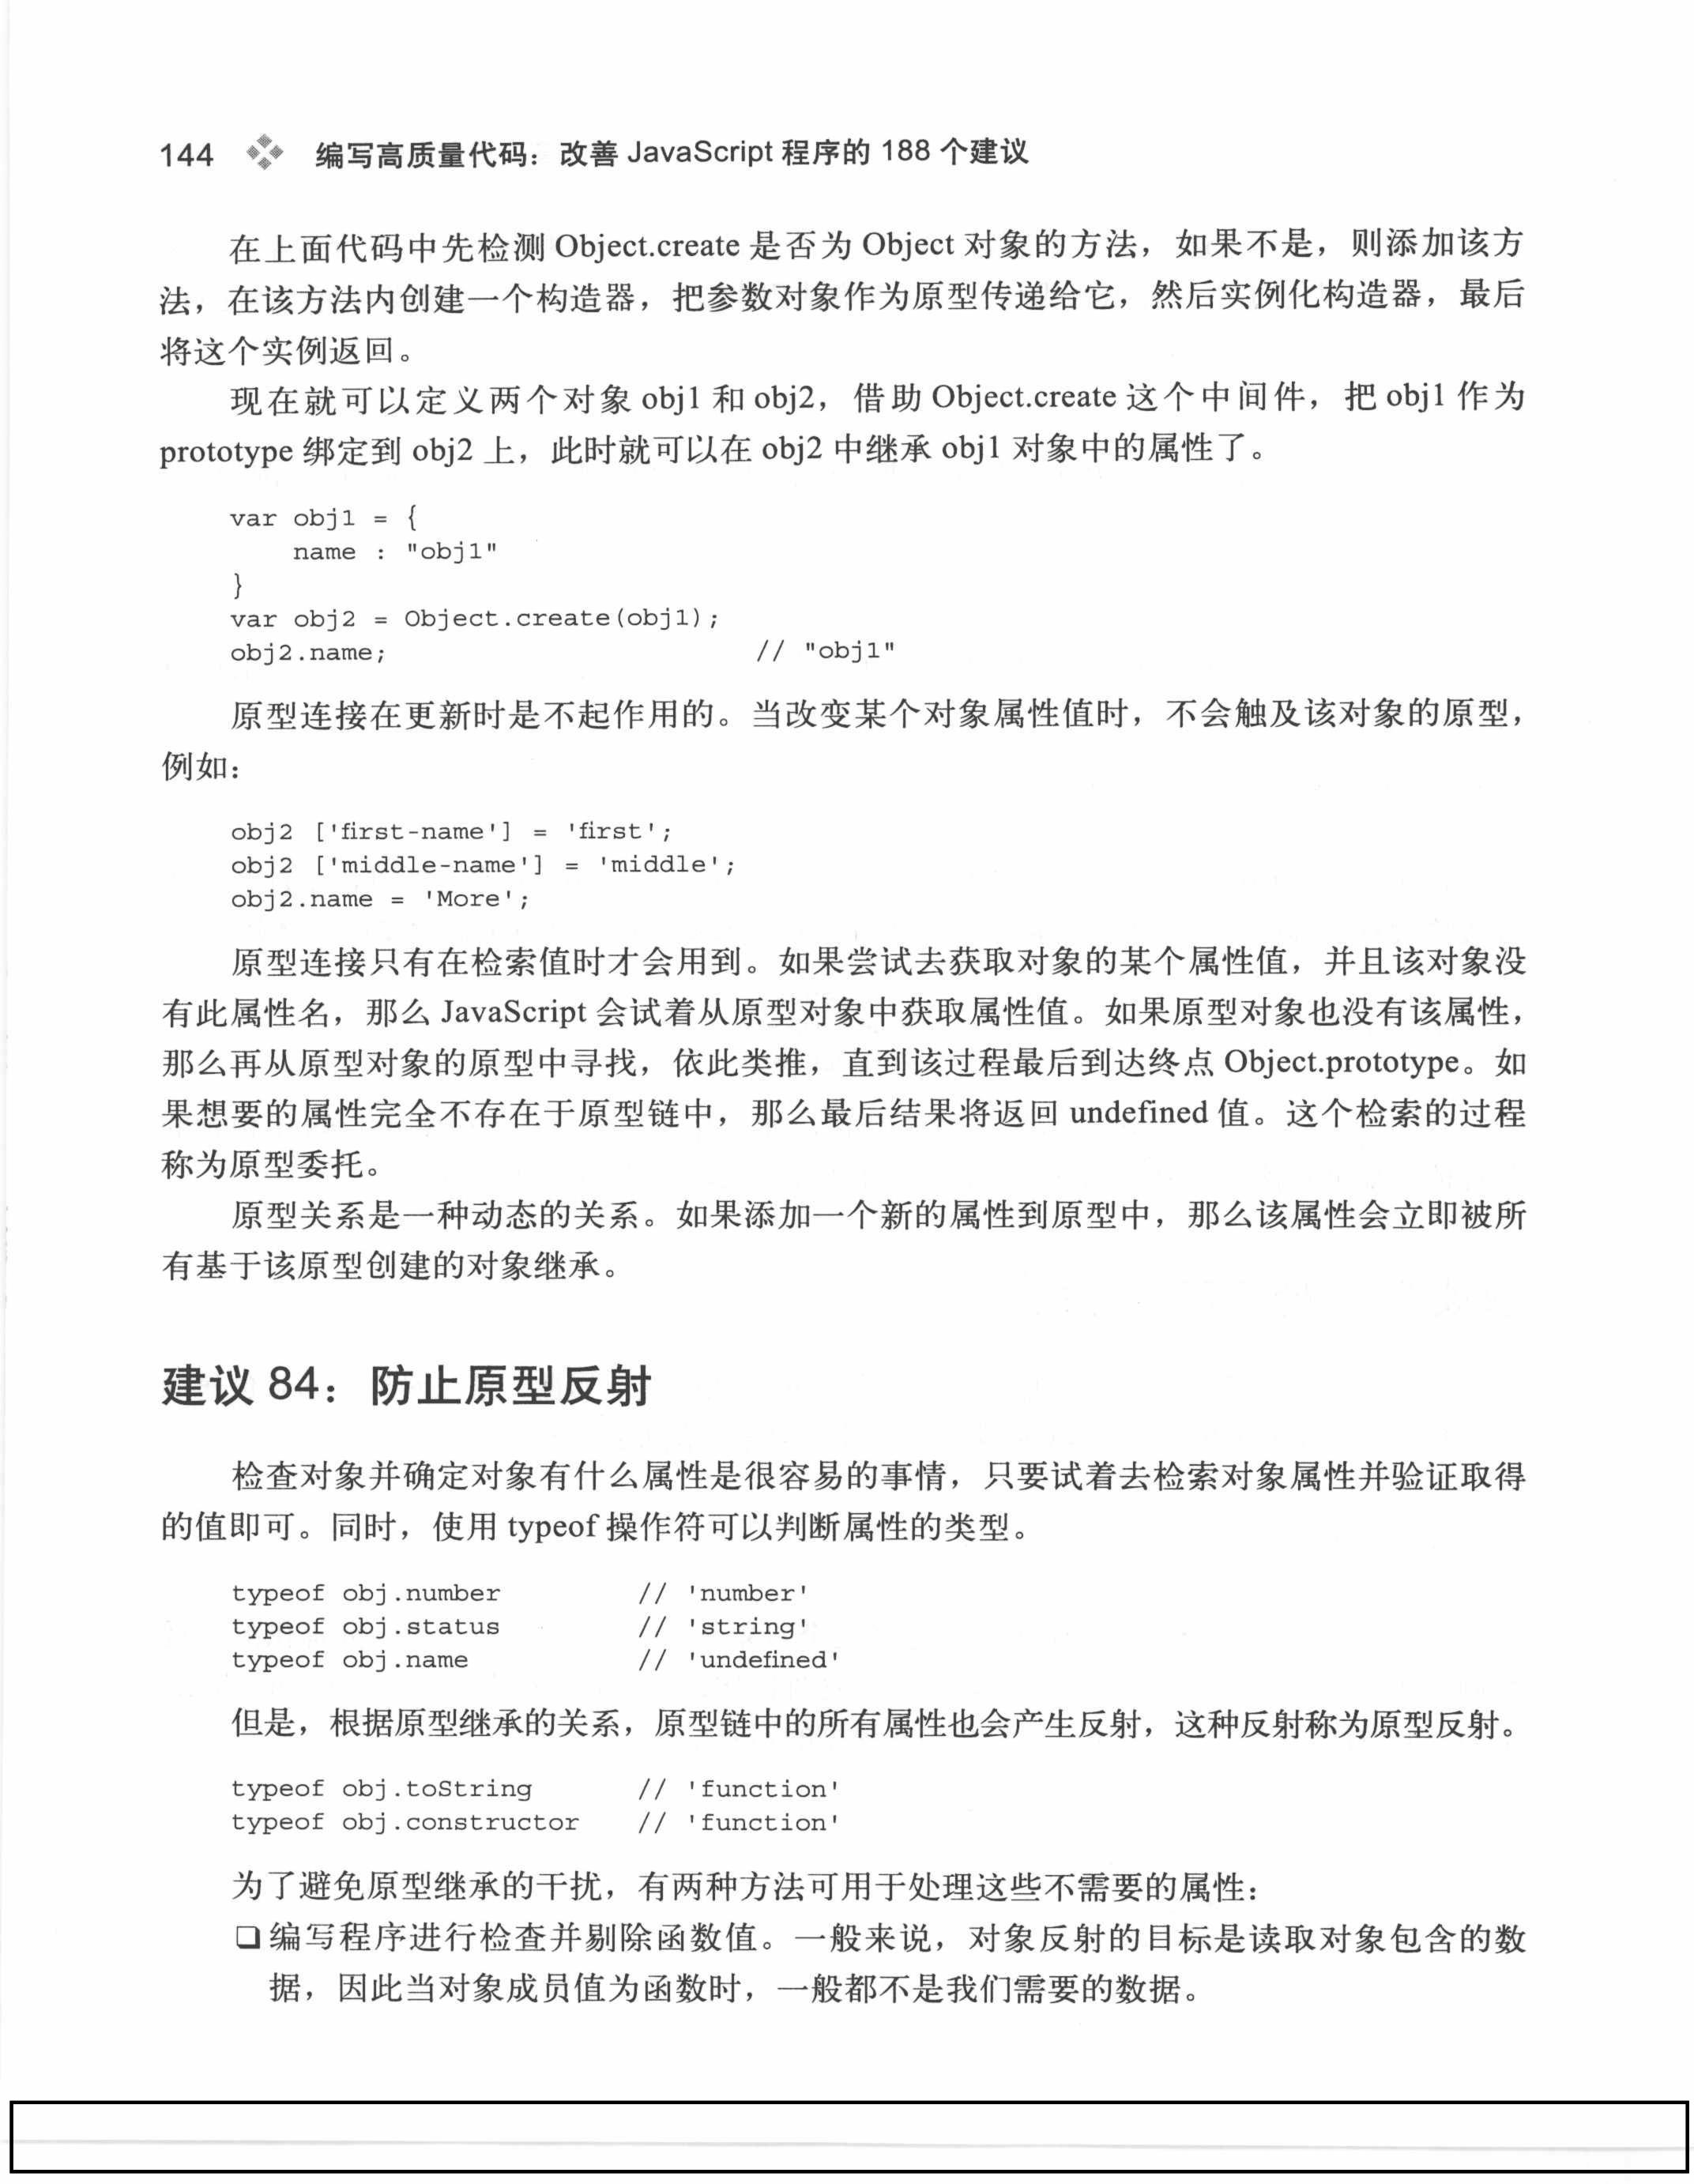 144 编写高质量代码：改善 JavaScript 程序的 188 个建议
在上面代码中先检测 Object.create 是否为 Object 对象的方法，如果不是，则添加该方
法，在该方法内创建一个构造器，把参数对象作为原型传递给它，然后实例化构造器，最后
将这个实例返回。
现在就可以定义两个对象 obj1 和 obj2，借助 Object.create 这个中间件，把 obj1 作为
prototype 绑定到 obj2 上，此时就可以在 obj2 中继承 obj1 对象中的属性了。
var obj1 = {
    name : "obj1"
}
var obj2 = Object.create(obj1);
obj2.name;                // "obj1"
原型连接在更新时是不起作用的。当改变某个对象属性值时，不会触及该对象的原型，
例如：
obj2 ['first-name'] = 'first';
obj2 ['middle-name'] = 'middle';
obj2.name = 'More';
原型连接只有在检索值时才会用到。如果尝试去获取对象的某个属性值，并且该对象没
有此属性名，那么 JavaScript 会试着从原型对象中获取属性值。如果原型对象也没有该属性，
那么再从原型对象的原型中寻找，依此类推，直到该过程最后到达终点 Object.prototype。如
果想要的属性完全不存在于原型链中，那么最后结果将返回 undefined 值。这个检索的过程
称为原型委托。
原型关系是一种动态的关系。如果添加一个新的属性到原型中，那么该属性会立即被所
有基于该原型创建的对象继承。
建议 84：防止原型反射
检查对象并确定对象有什么属性是很容易的事情，只要试着去检索对象属性并验证取得
的值即可。同时，使用 typeof 操作符可以判断属性的类型。
typeof obj.number         // 'number'
typeof obj.status         // 'string'
typeof obj.name           // 'undefined'
但是，根据原型继承的关系，原型链中的所有属性也会产生反射，这种反射称为原型反射。
typeof obj.toString       // 'function'
typeof obj.constructor    // 'function'
为了避免原型继承的干扰，有两种方法可用于处理这些不需要的属性：
❑ 编写程序进行检查并剔除函数值。一般来说，对象反射的目标是读取对象包含的数
据，因此当对象成员值为函数时，一般都不是我们需要的数据。